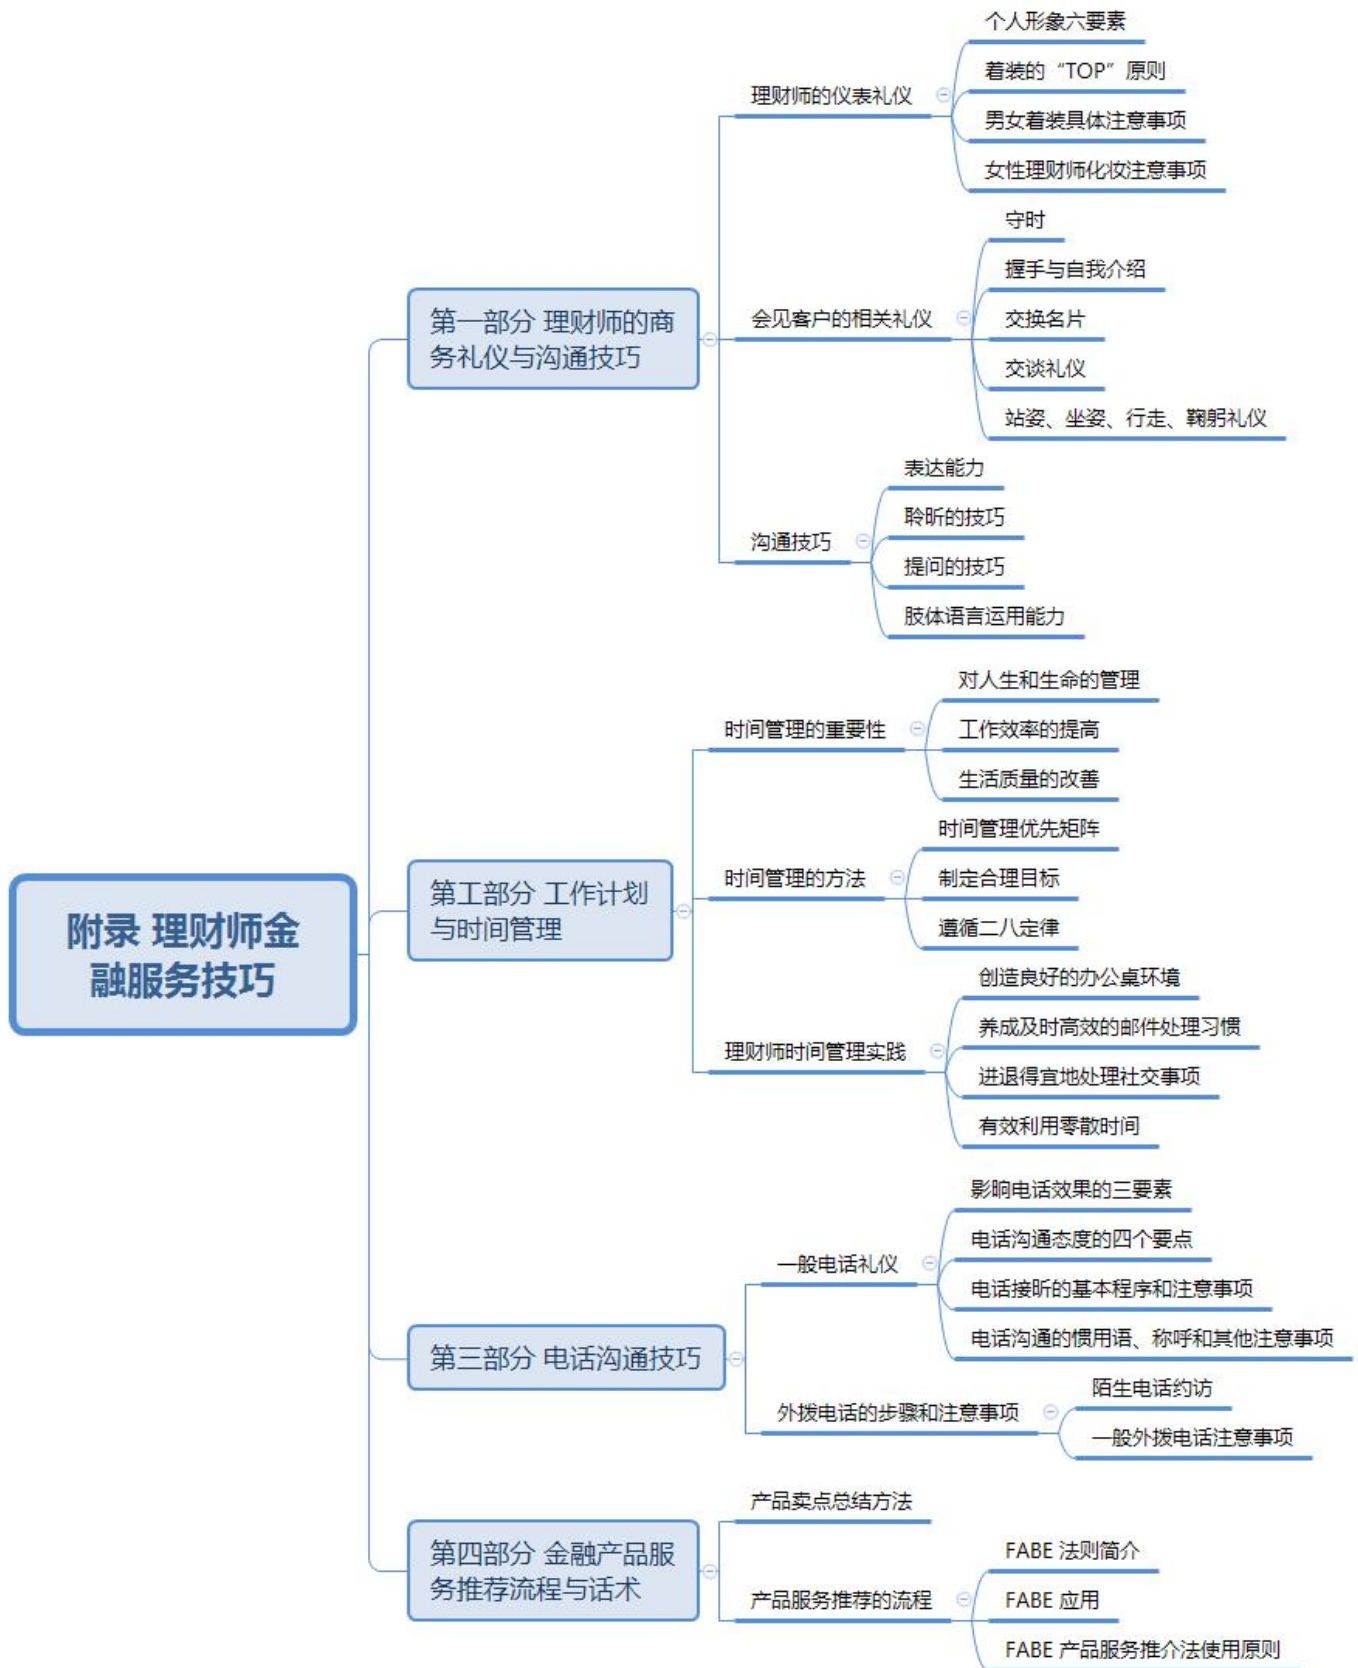 附录 理财师金
融服务技巧
第一部分 理财师的商
务礼仪与沟通技巧
理财师的仪表礼仪
个人形象六要素
着装的“TOP”原则
男女着装具体注意事项
女性理财师化妆注意事项
会见客户的相关礼仪
守时
握手与自我介绍
交换名片
交谈礼仪
站姿、坐姿、行走、鞠躬礼仪
沟通技巧
表达能力
聆昕的技巧
提问的技巧
肢体语言运用能力
第工部分 工作计划
与时间管理
时间管理的重要性
对人生和生命的管理
工作效率的提高
生活质量的改善
时间管理的方法
时间管理优先矩阵
制定合理目标
遵循二八定律
理财师时间管理实践
创造良好的办公桌环境
养成及时高效的邮件处理习惯
进退得宜地处理社交事项
有效利用零散时间
第三部分 电话沟通技巧
一般电话礼仪
影晌电话效果的三要素
电话沟通态度的四个要点
电话接昕的基本程序和注意事项
电话沟通的惯用语、称呼和其他注意事项
外拨电话的步骤和注意事项
陌生电话约访
一般外拨电话注意事项
第四部分 金融产品服
务推荐流程与话术
产品卖点总结方法
产品服务推荐的流程
FABE 法则简介
FABE 应用
FABE 产品服务推介法使用原则